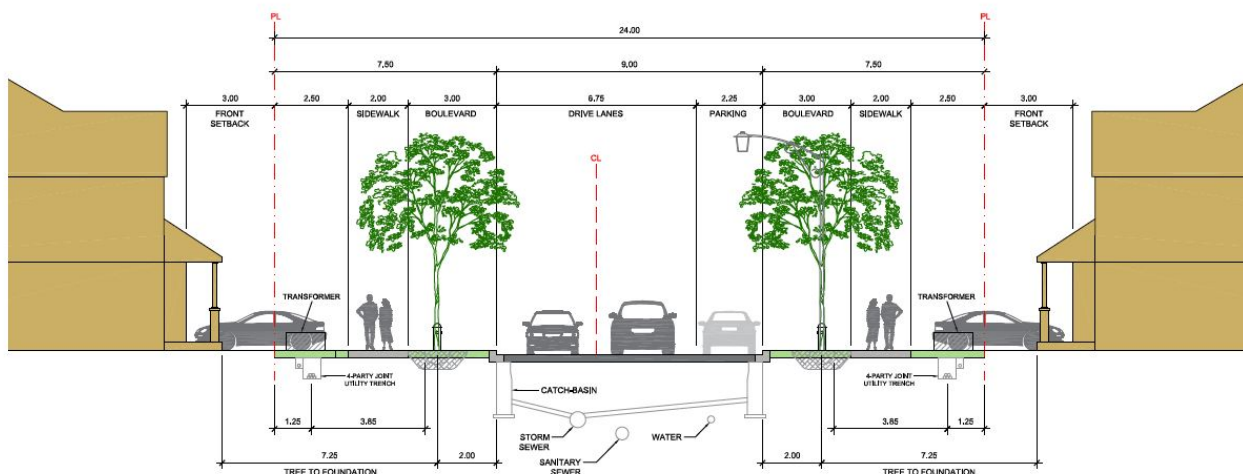 PL
PL
24.00
7.50
9.00
7.50
3.00
2.50
2.00
3.00
6.75
2.25
3.00
2.00
2.50
3.00
FRONT
SETBACK
SIDEWALK
BOULEVARD
DRIVE LANES
PARKING
BOULEVARD
SIDEWALK
FRONT
SETBACK
CL
TRANSFORMER
TRANSFORMER
4-PARTY JOINT
UTILITY TRENCH
CATCH-BASIN
4-PARTY JOINT
UTILITY TRENCH
1.25
3.85
STORM
SEWER
SANITARY
SEWER
WATER
3.85
1.25
7.25
2.00
2.00
7.25
TREE TO FOUNDATION
TREE TO FOUNDATION